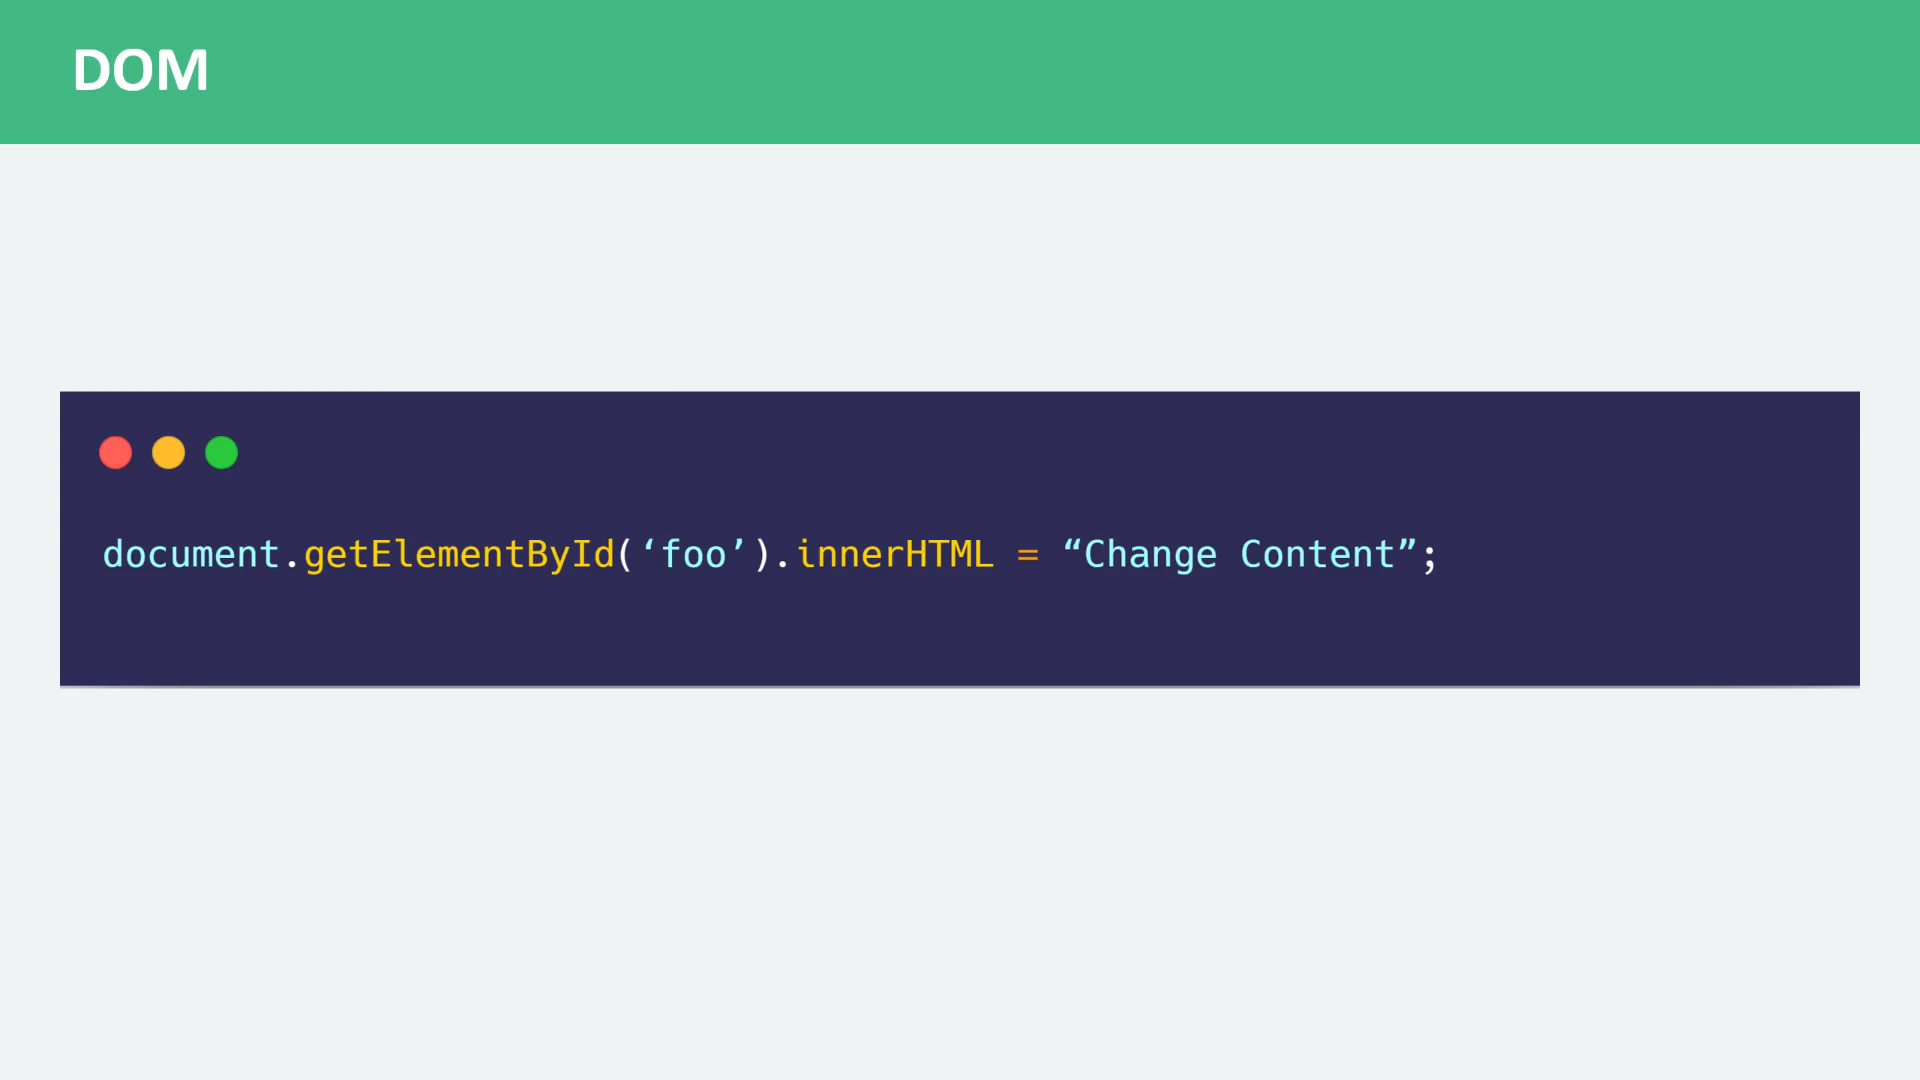 DOM
document.getElementById(‘foo’).innerHTML = “Change Content”;